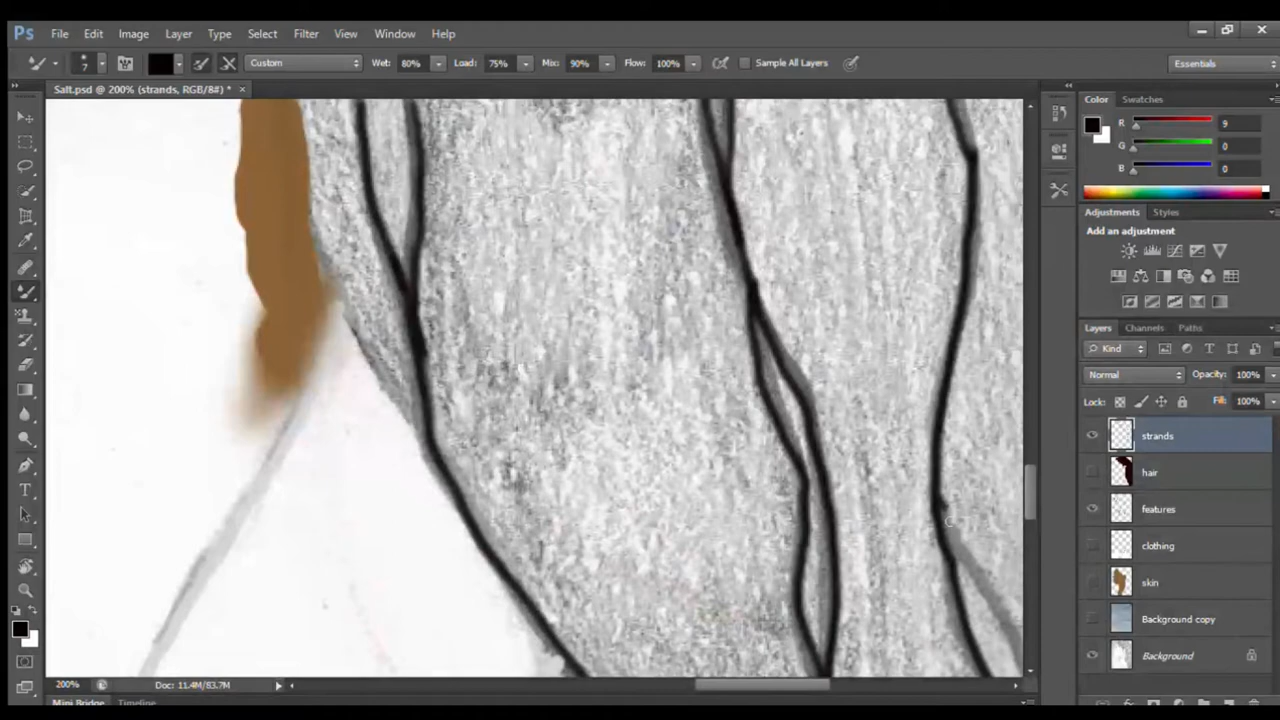 Ps File Edit Image Layer Type Select Filter View Window Help
7 Custom Wet: 80% Load: 75% Mix: 90% Flow: 100% Sample All Layers Essentials
Salt.psd @ 200% (strands, RGB/8#) * ×
Color Swatches
R 9
G 0
B 0
Adjustments Styles
Add an adjustment
Layers Channels Paths
Kind
Normal Opacity: 100%
Lock: Fill: 100%
strands
hair
features
clothing
skin
Background copy
Background
200% Doc: 11.4M/83.7M
Mini Bridge Timeline